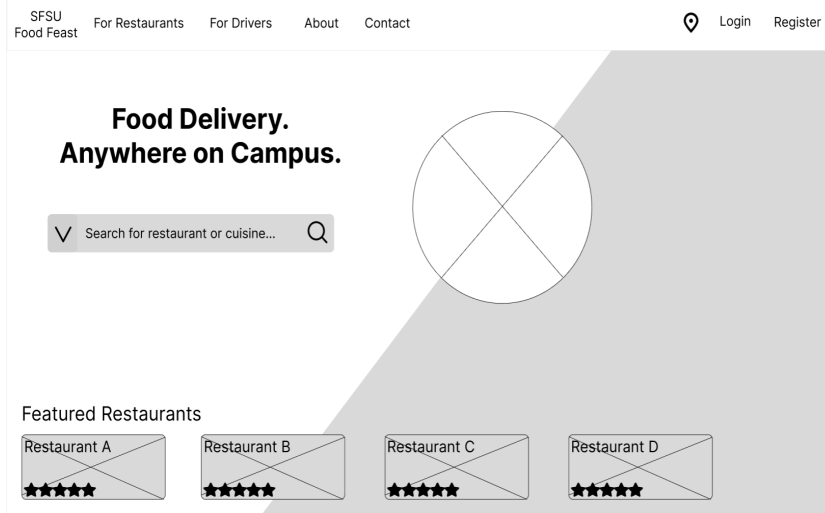 SFSU
Food Feast
For Restaurants
For Drivers
About
Contact
Login
Register
Food Delivery.
Anywhere on Campus.
Search for restaurant or cuisine...
Featured Restaurants
Restaurant A
Restaurant B
Restaurant C
Restaurant D